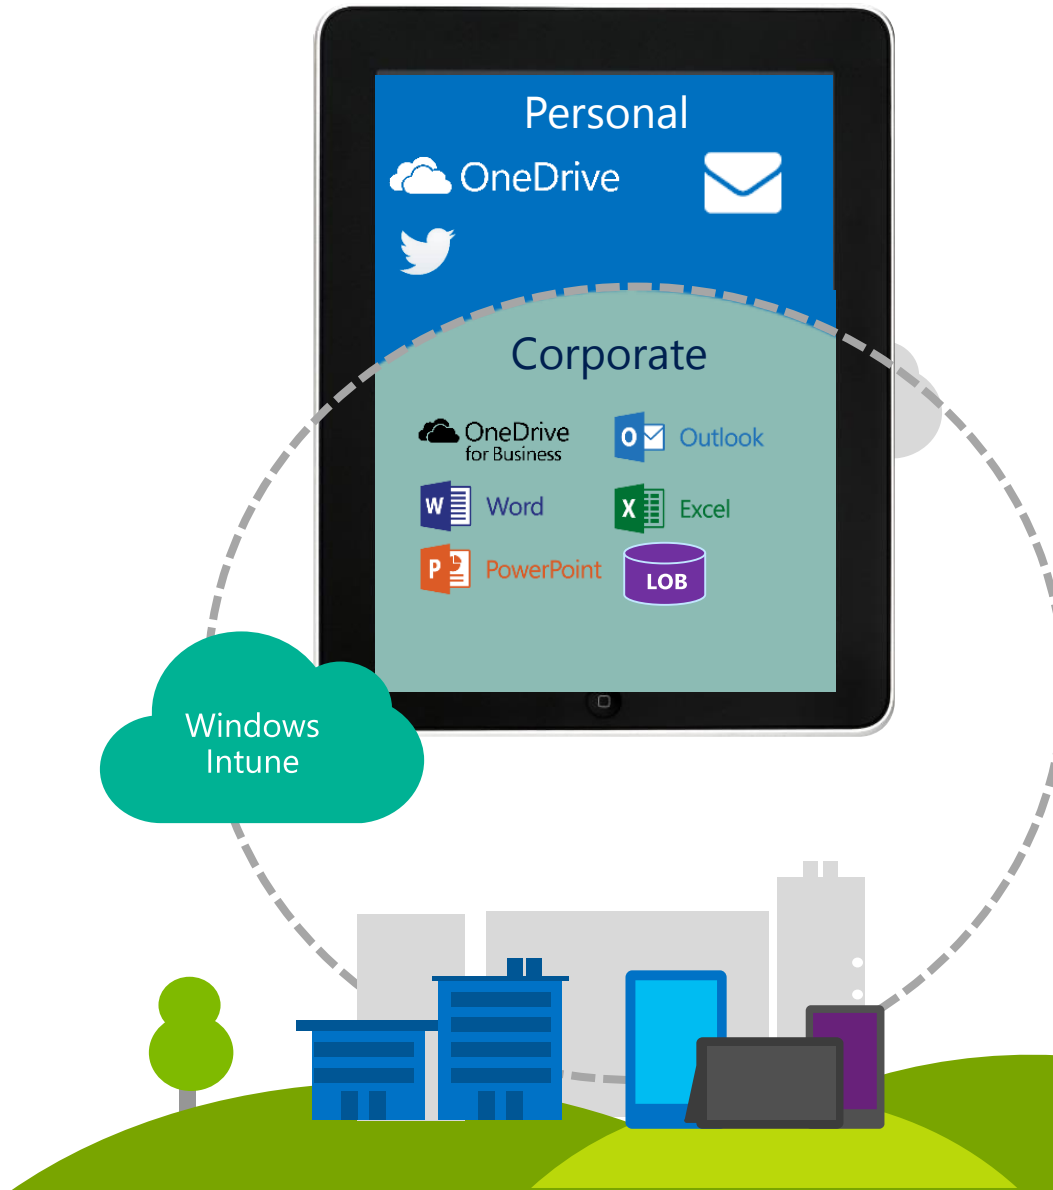 Personal
OneDrive
Corporate
OneDrive
for Business
O Outlook
W Word
X Excel
P PowerPoint
LOB
Windows
Intune